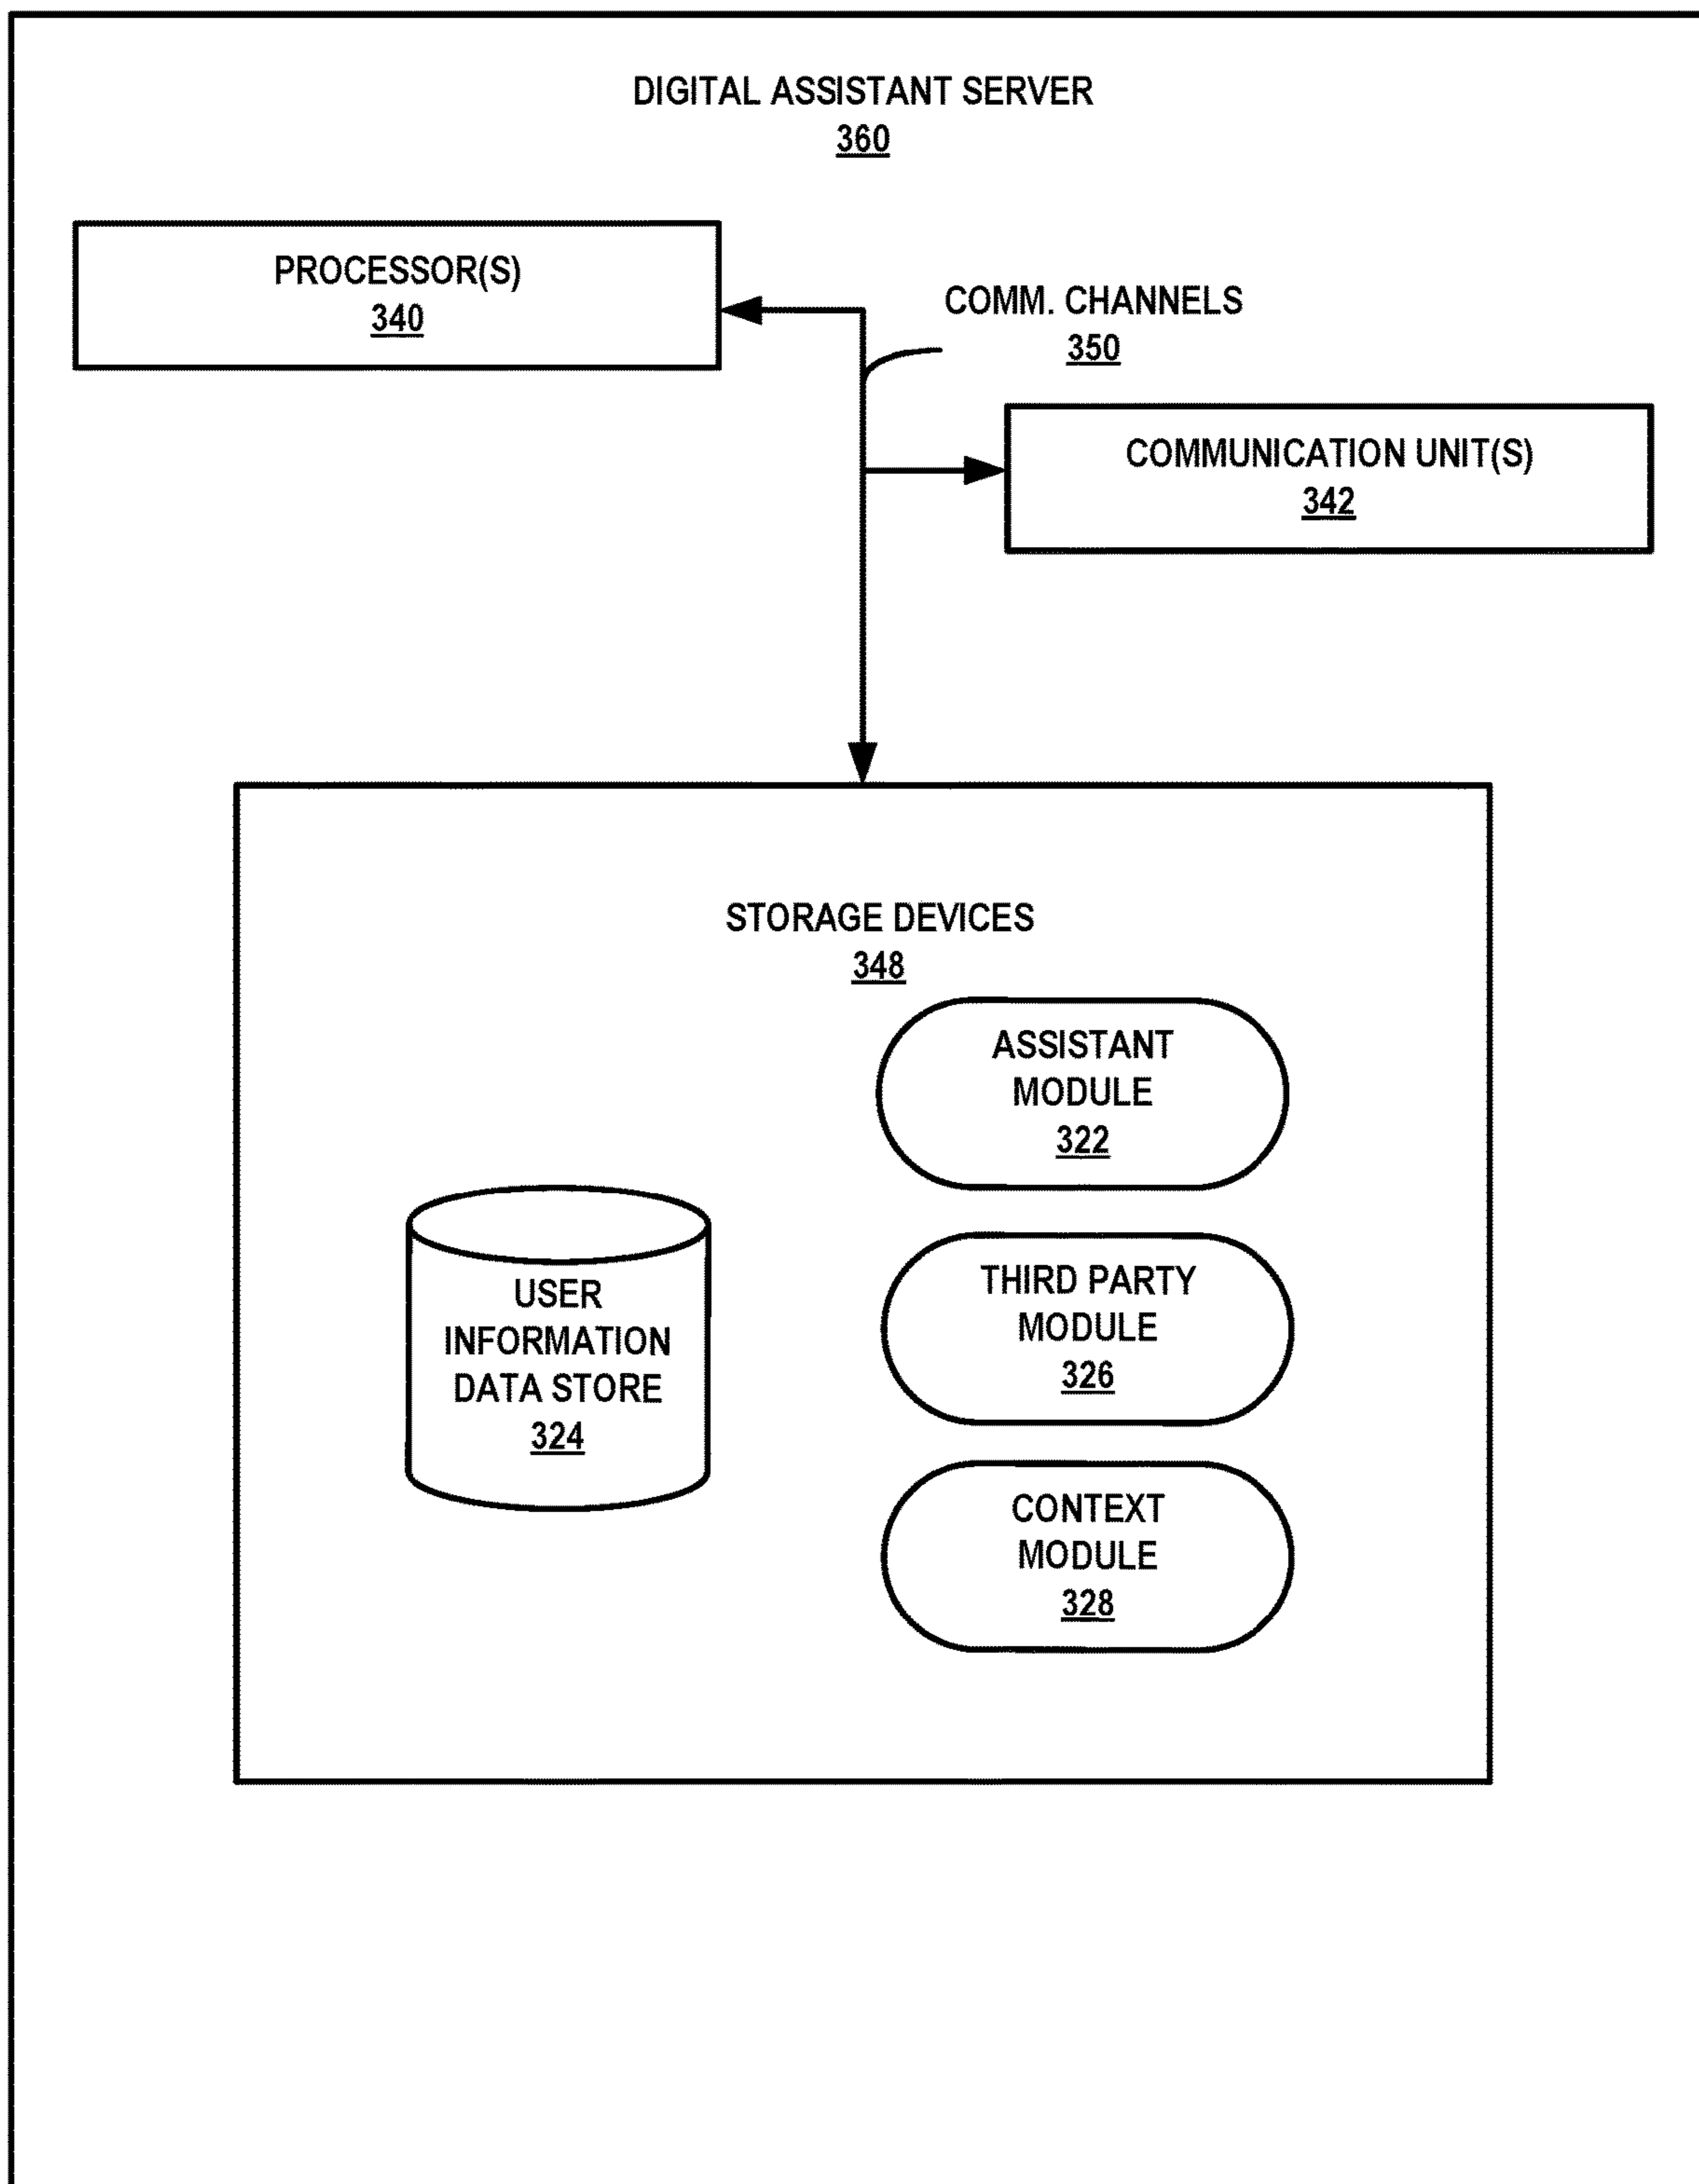 DIGITAL ASSISTANT SERVER
360
PROCESSOR(S)
340
COMM. CHANNELS
350
COMMUNICATION UNIT(S)
342
STORAGE DEVICES
348
ASSISTANT
MODULE
322
USER
INFORMATION
DATA STORE
324
THIRD PARTY
MODULE
326
CONTEXT
MODULE
328